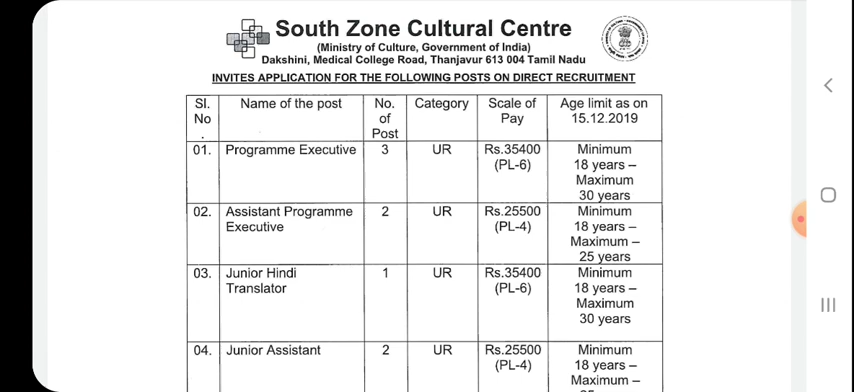 South Zone Cultural Centre
(Ministry of Culture, Government of India)
Dakshini, Medical College Road, Thanjavur 613 004 Tamil Nadu
INVITES APPLICATION FOR THE FOLLOWING POSTS ON DIRECT RECRUITMENT
Sl. No . Name of the post No. of Post Category Scale of Pay Age limit as on 15.12.2019
01. Programme Executive 3 UR Rs.35400 (PL-6) Minimum 18 years – Maximum 30 years
02. Assistant Programme Executive 2 UR Rs.25500 (PL-4) Minimum 18 years – Maximum – 25 years
03. Junior Hindi Translator 1 UR Rs.35400 (PL-6) Minimum 18 years – Maximum 30 years
04. Junior Assistant 2 UR Rs.25500 (PL-4) Minimum 18 years – Maximum –